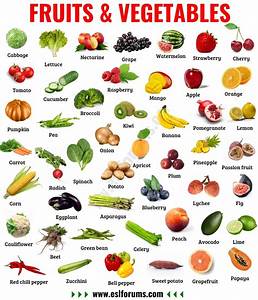 FRUITS & VEGETABLES
Cabbage Lettuce Nectarine Grape Watermelon Strawberry Cherry
Tomato Cucumber Broccoli Mango Apple
Pumpkin Pea Banana Pomegranate Lemon
Onion Kiwi Apricot Orange Pineapple Passion fruit
Carrot Radish Spinach Potato Plum Blueberry Lychee Fig
Corn Eggplant Asparagus
Cauliflower Beet Green bean Celery Peach Avocado Lime
Red chili pepper Zucchini Bell pepper Sweet potato Grapefruit Papaya
www.eslforums.com